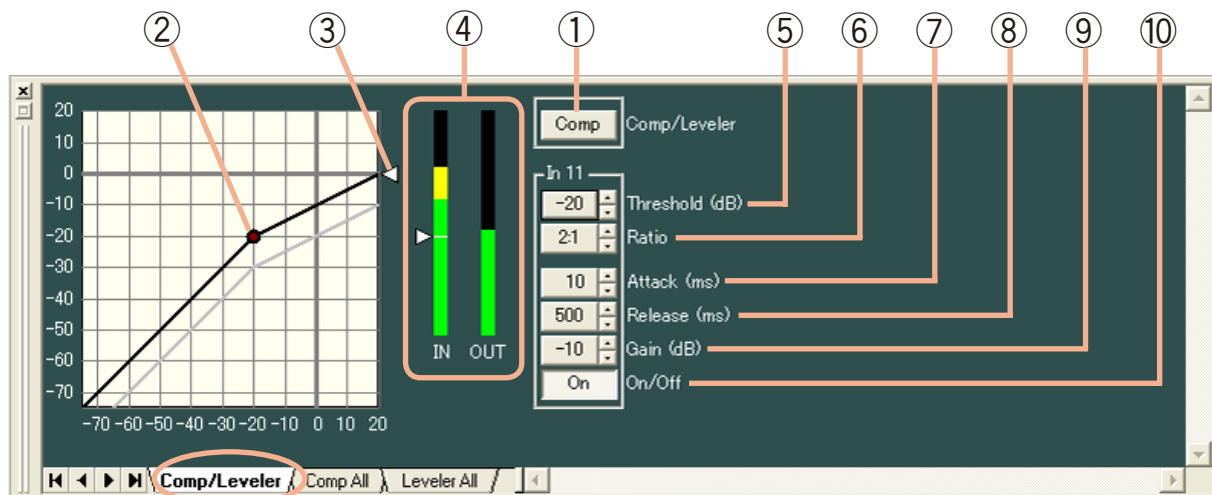 ② ③ ④ ① ⑤ ⑥ ⑦ ⑧ ⑨ ⑩
20
10
0
-10
-20
-30
-40
-50
-60
-70
-70 -60 -50 -40 -30 -20 -10 0 10 20
IN OUT
Comp Comp/Leveler
In 11
-20 Threshold (dB)
2:1 Ratio
10 Attack (ms)
500 Release (ms)
-10 Gain (dB)
On On/Off
Comp/Leveler Comp All Leveler All